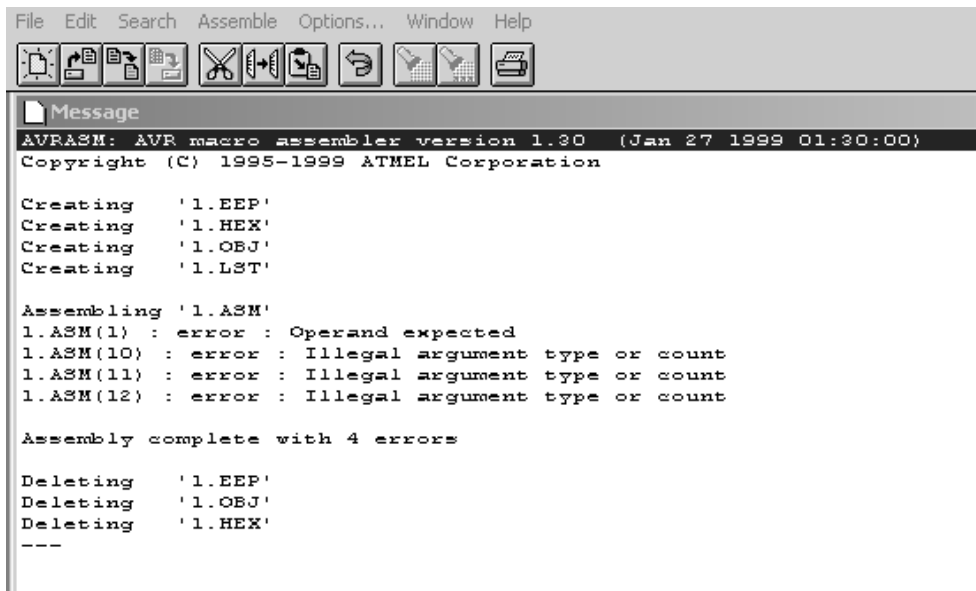 File Edit Search Assemble Options... Window Help
Message
AVRASM: AVR macro assembler version 1.30 (Jan 27 1999 01:30:00)
Copyright (C) 1995-1999 ATMEL Corporation
Creating '1.EEP'
Creating '1.HEX'
Creating '1.OBJ'
Creating '1.LST'
Assembling '1.ASM'
1.ASM(1) : error : Operand expected
1.ASM(10) : error : Illegal argument type or count
1.ASM(11) : error : Illegal argument type or count
1.ASM(12) : error : Illegal argument type or count
Assembly complete with 4 errors
Deleting '1.EEP'
Deleting '1.OBJ'
Deleting '1.HEX'
---